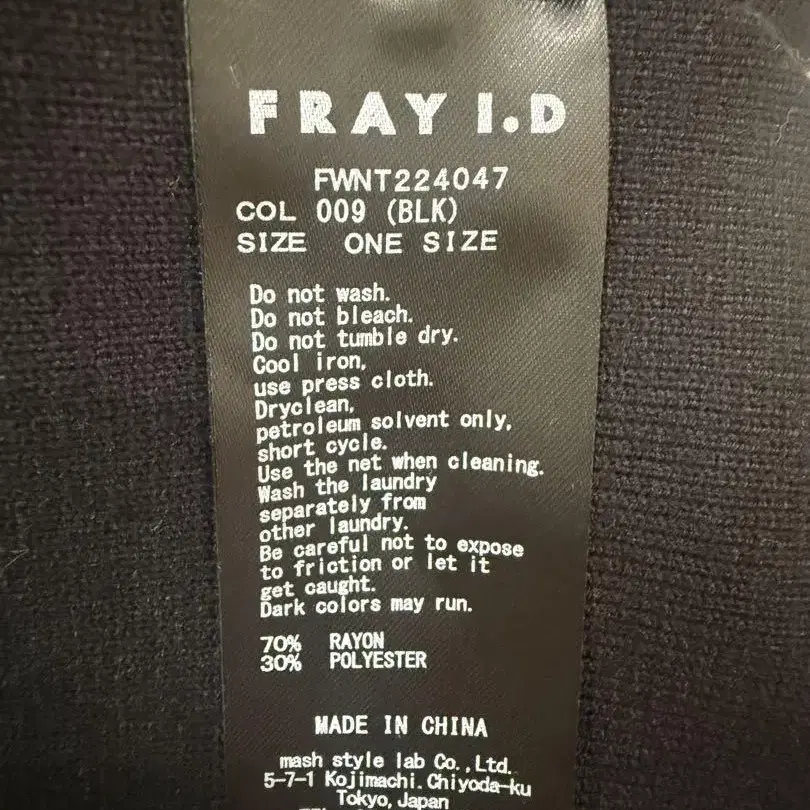 FRAY I.D
FWNT224047
COL 009 (BLK)
SIZE ONE SIZE
Do not wash.
Do not bleach.
Do not tumble dry.
Cool iron,
use press cloth.
Dryclean,
petroleum solvent only,
short cycle.
Use the net when cleaning.
Wash the laundry
separately from
other laundry.
Be careful not to expose
to friction or let it
get caught.
Dark colors may run.
70% RAYON
30% POLYESTER
MADE IN CHINA
mash style lab Co.,Ltd.
5-7-1 Kojimachi.Chiyoda-ku
Tokyo,Japan